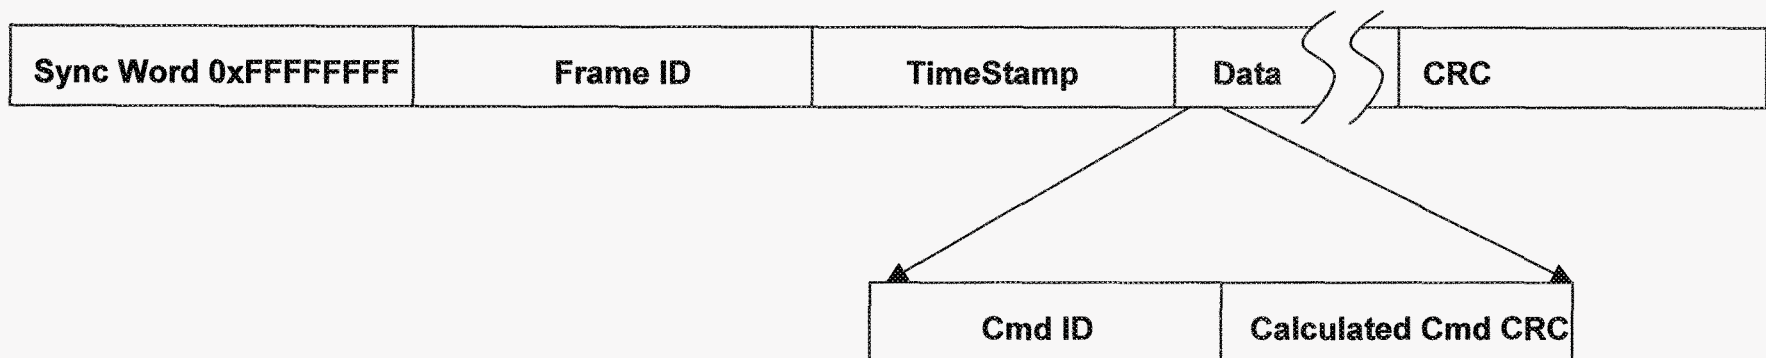 Sync Word 0xFFFFFFFF Frame ID TimeStamp Data CRC
Cmd ID Calculated Cmd CRC